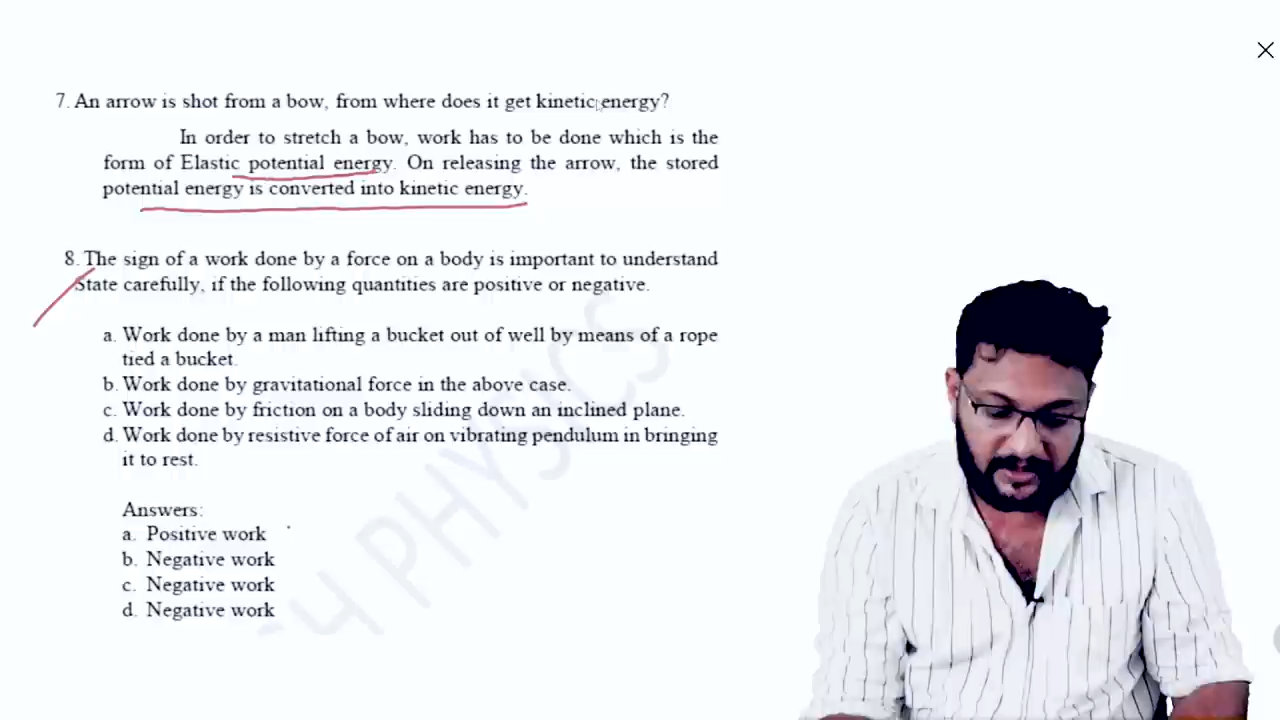 7. An arrow is shot from a bow, from where does it get kinetic energy?
In order to stretch a bow, work has to be done which is the
form of Elastic potential energy. On releasing the arrow, the stored
potential energy is converted into kinetic energy.
8. The sign of a work done by a force on a body is important to understand
State carefully, if the following quantities are positive or negative.
a. Work done by a man lifting a bucket out of well by means of a rope
tied a bucket.
b. Work done by gravitational force in the above case.
c. Work done by friction on a body sliding down an inclined plane.
d. Work done by resistive force of air on vibrating pendulum in bringing
it to rest.
Answers:
a. Positive work
b. Negative work
c. Negative work
d. Negative work
4 PHYSICS